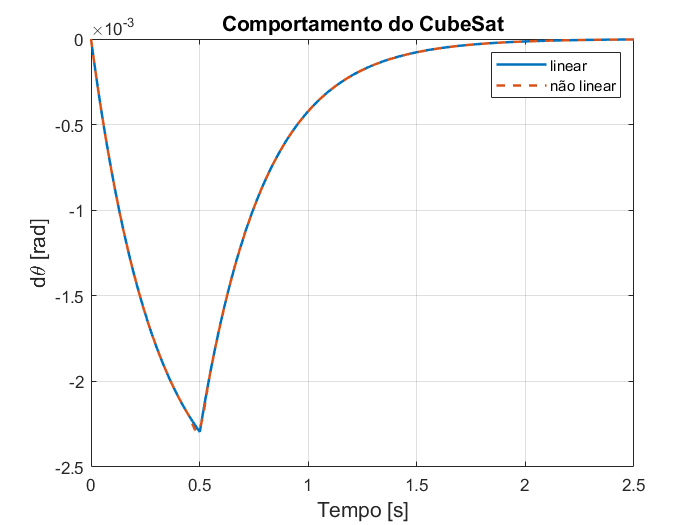 Comportamento do CubeSat
×10⁻³
0
-0.5
-1
-1.5
-2
-2.5
dθ [rad]
linear
não linear
0
0.5
1
1.5
2
2.5
Tempo [s]